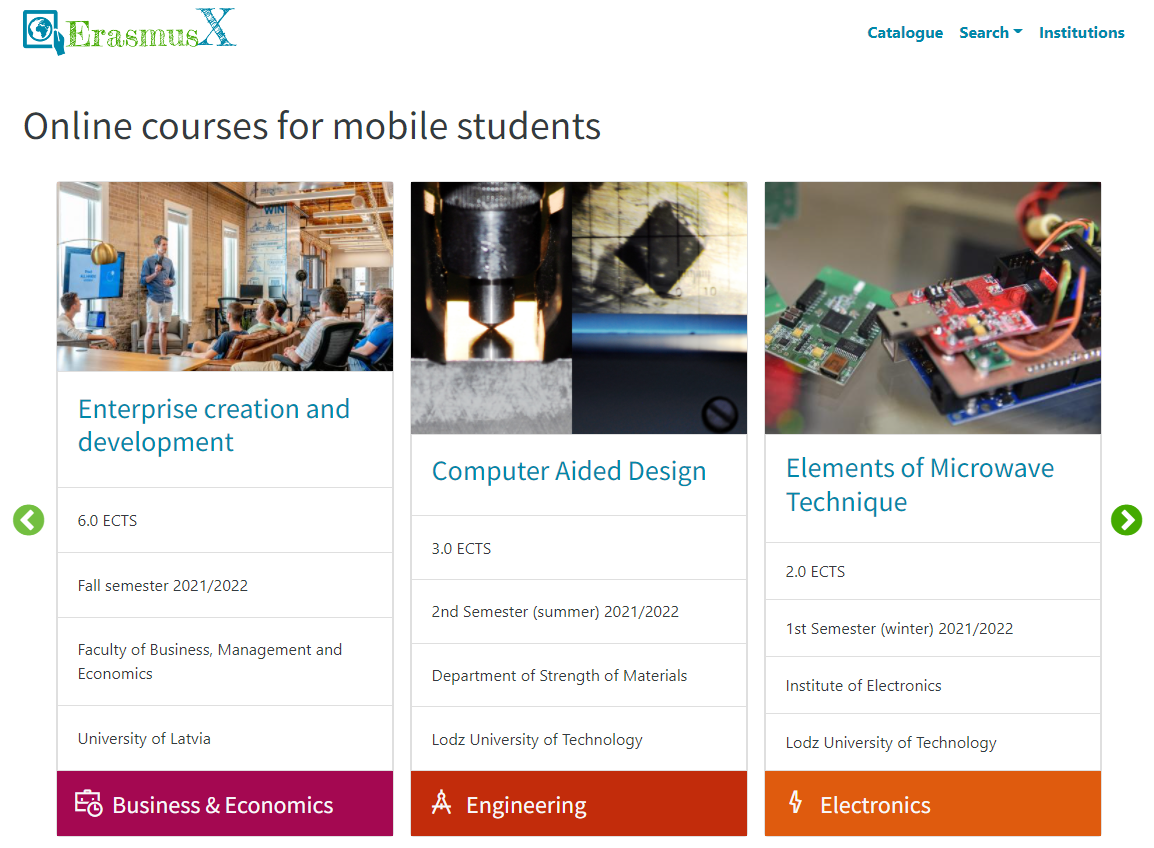 ErasmusX
Catalogue
Search
Institutions
Online courses for mobile students
WIN
Enterprise creation and
development
6.0 ECTS
Fall semester 2021/2022
Faculty of Business, Management and
Economics
University of Latvia
Business & Economics
10
Computer Aided Design
3.0 ECTS
2nd Semester (summer) 2021/2022
Department of Strength of Materials
Lodz University of Technology
Engineering
Elements of Microwave
Technique
2.0 ECTS
1st Semester (winter) 2021/2022
Institute of Electronics
Lodz University of Technology
Electronics